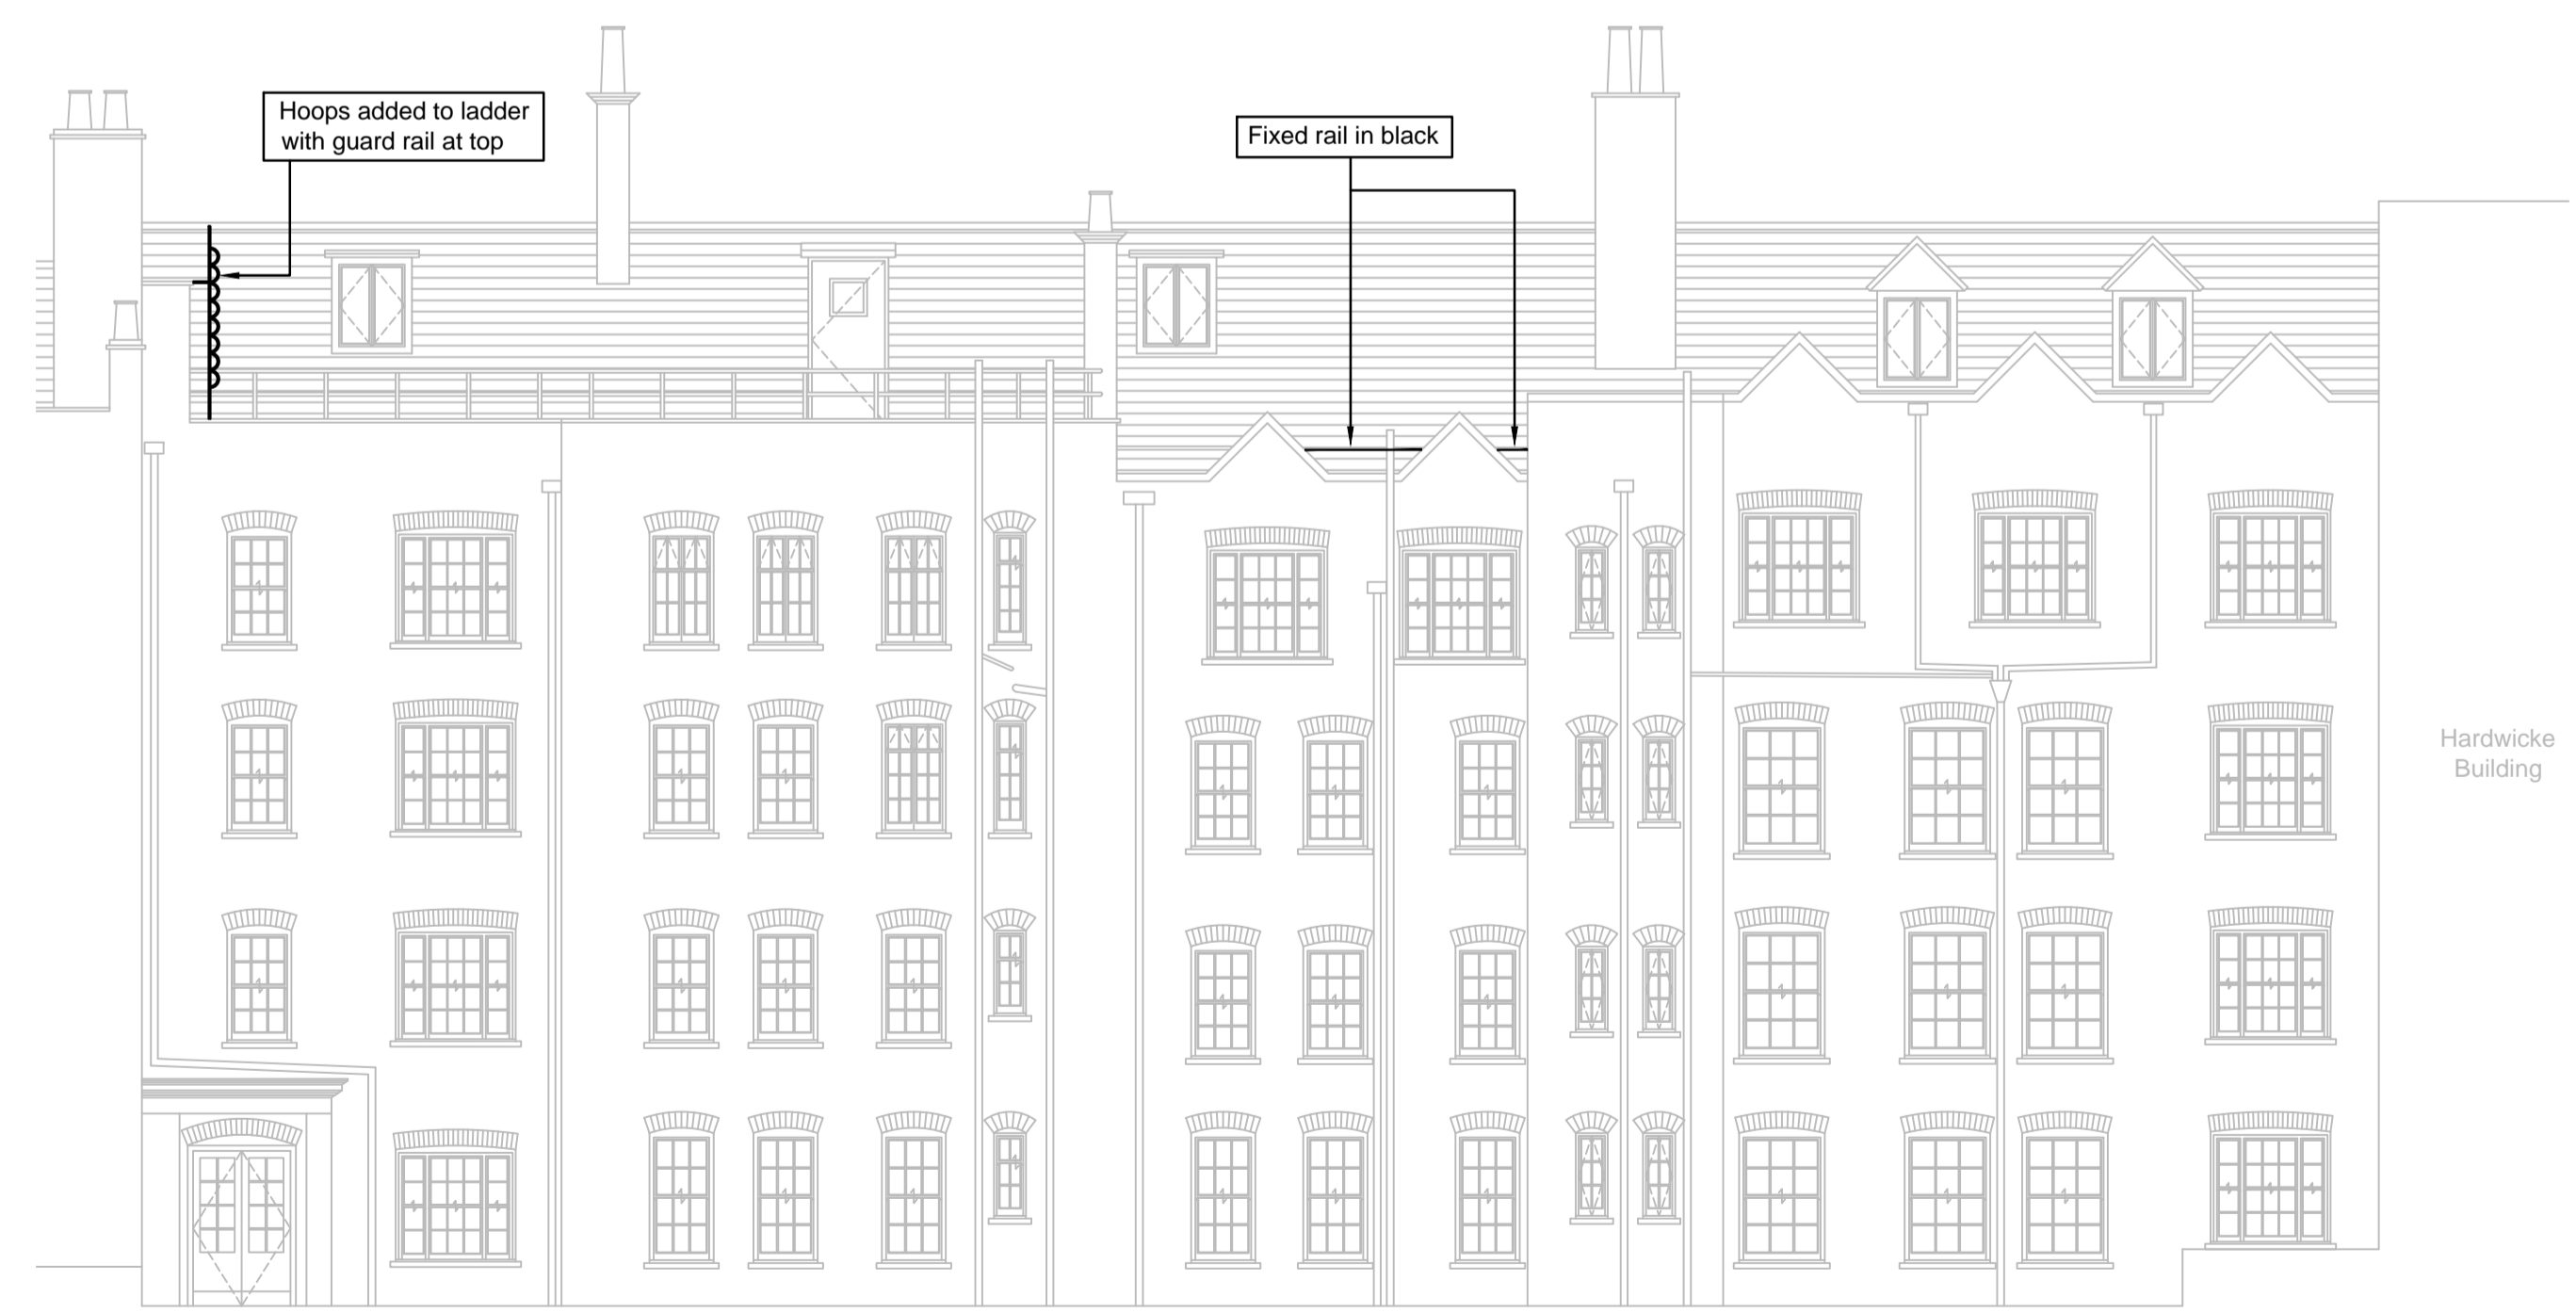 Hoops added to ladder
with guard rail at top
Fixed rail in black
Hardwicke
Building